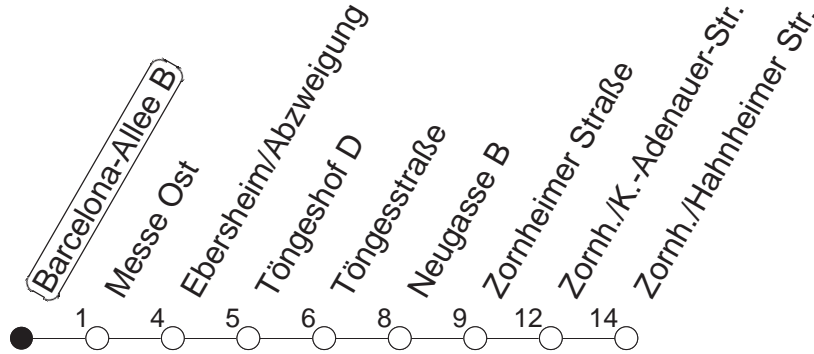 Barcelona-Allee B
Messe Ost
Ebersheim/Abzweigung
Töngeshof D
Töngesstraße
Neugasse B
Zornheimer Straße
Zornh./K.-Adenauer-Str.
Zornh./Hahnheimer Str.
1 4 5 6 8 9 12 14